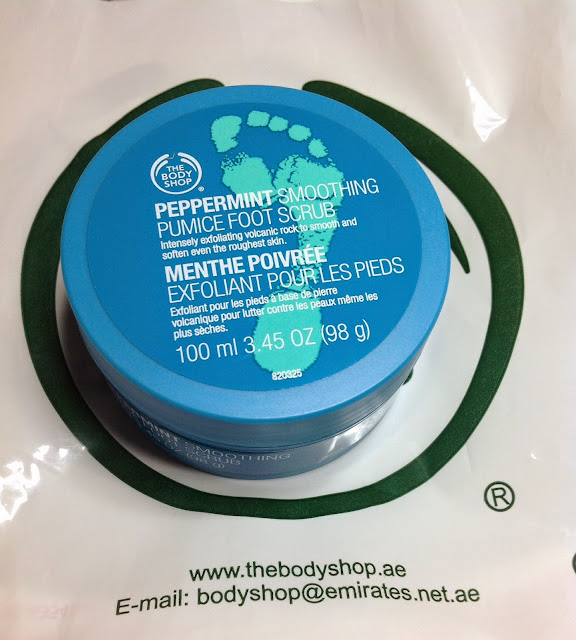 THE
BODY
SHOP®
PEPPERMINT SMOOTHING
PUMICE FOOT SCRUB
Intensely exfoliating volcanic rock to smooth and
soften even the roughest skin.
MENTHE POIVRÉE
EXFOLIANT POUR LES PIEDS
Exfoliant pour les pieds à base de pierre
volcanique pour lutter contre les peaux même les
plus sèches.
100 ml 3.45 OZ (98 g)
820325
SMOOTHING
SCRUB
®
www.thebodyshop.ae
E-mail: bodyshop@emirates.net.ae